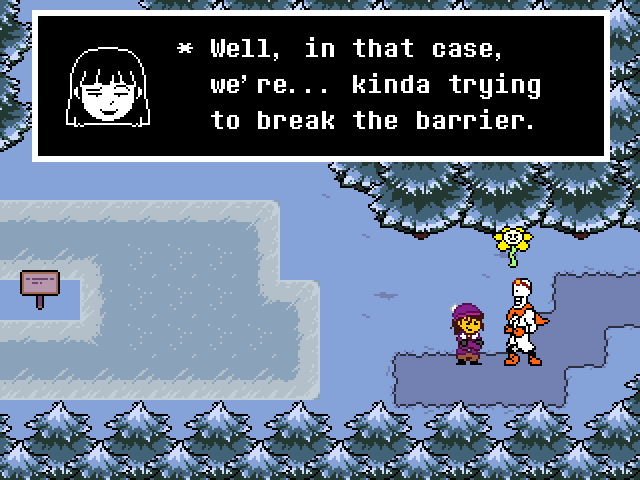 * Well, in that case,
we're... kinda trying
to break the barrier.